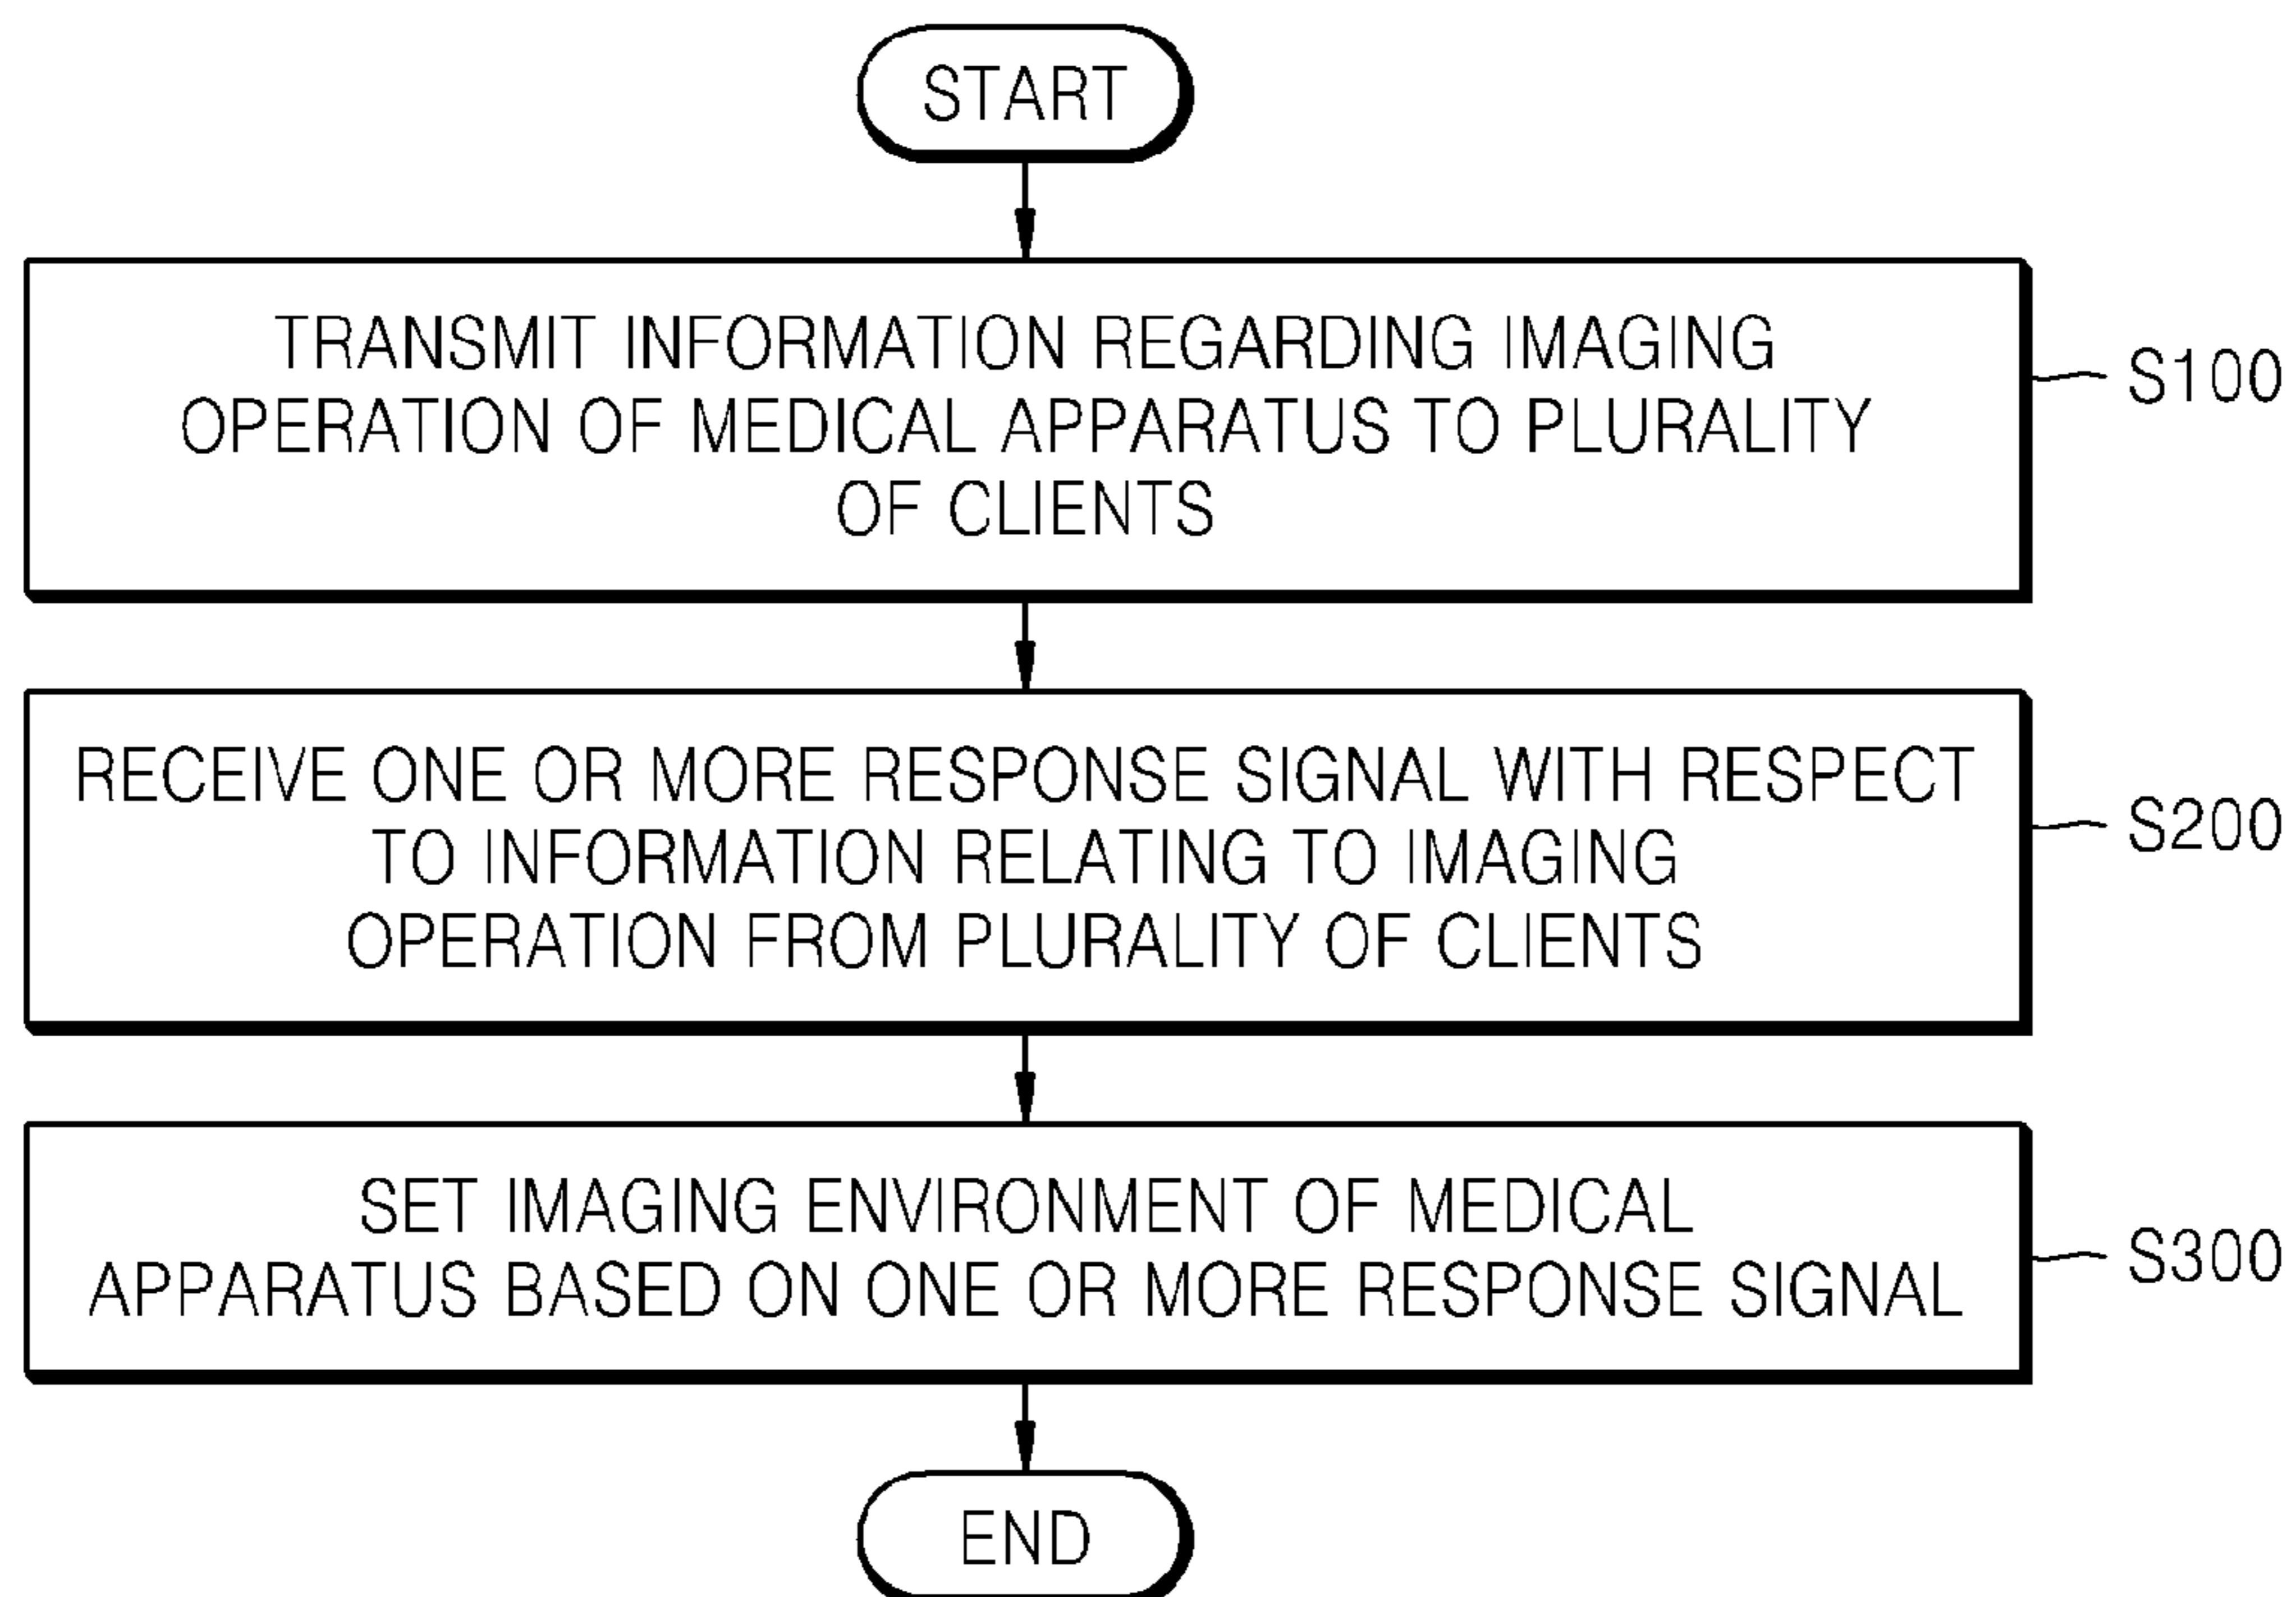 START
TRANSMIT INFORMATION REGARDING IMAGING
OPERATION OF MEDICAL APPARATUS TO PLURALITY
OF CLIENTS
S100
RECEIVE ONE OR MORE RESPONSE SIGNAL WITH RESPECT
TO INFORMATION RELATING TO IMAGING
OPERATION FROM PLURALITY OF CLIENTS
S200
SET IMAGING ENVIRONMENT OF MEDICAL
APPARATUS BASED ON ONE OR MORE RESPONSE SIGNAL
S300
END